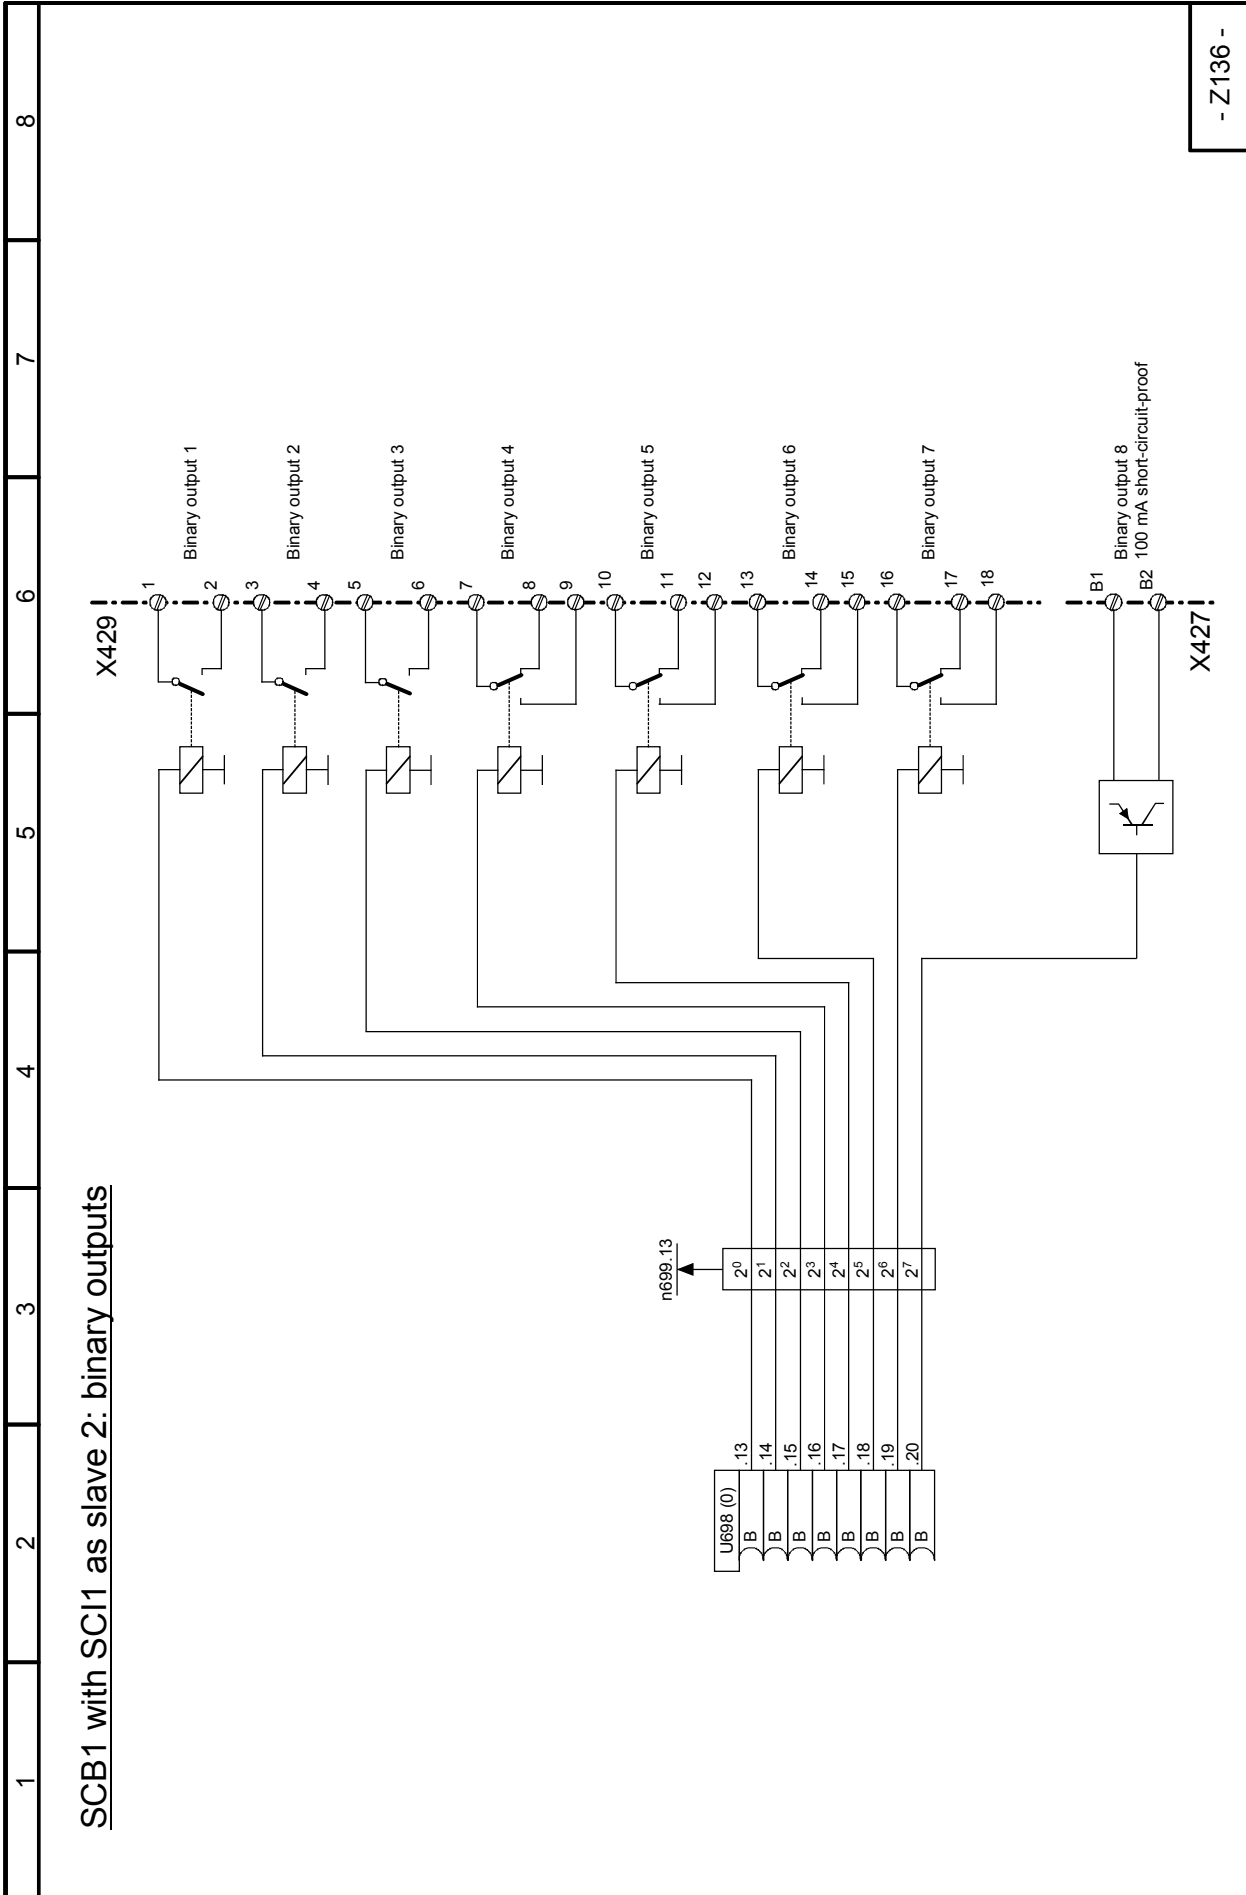 SCB1 with SCI1 as slave 2: binary outputs
1
2
3
4
5
6
7
8
U698 (0)
B
.13
B
.14
B
.15
B
.16
B
.17
B
.18
B
.19
B
.20
n699.13
2⁰
2¹
2²
2³
2⁴
2⁵
2⁶
2⁷
X429
1
2
Binary output 1
3
4
Binary output 2
5
6
Binary output 3
7
8
9
Binary output 4
10
11
12
Binary output 5
13
14
15
Binary output 6
16
17
18
Binary output 7
B1
B2
Binary output 8
100 mA short-circuit-proof
X427
- Z136 -